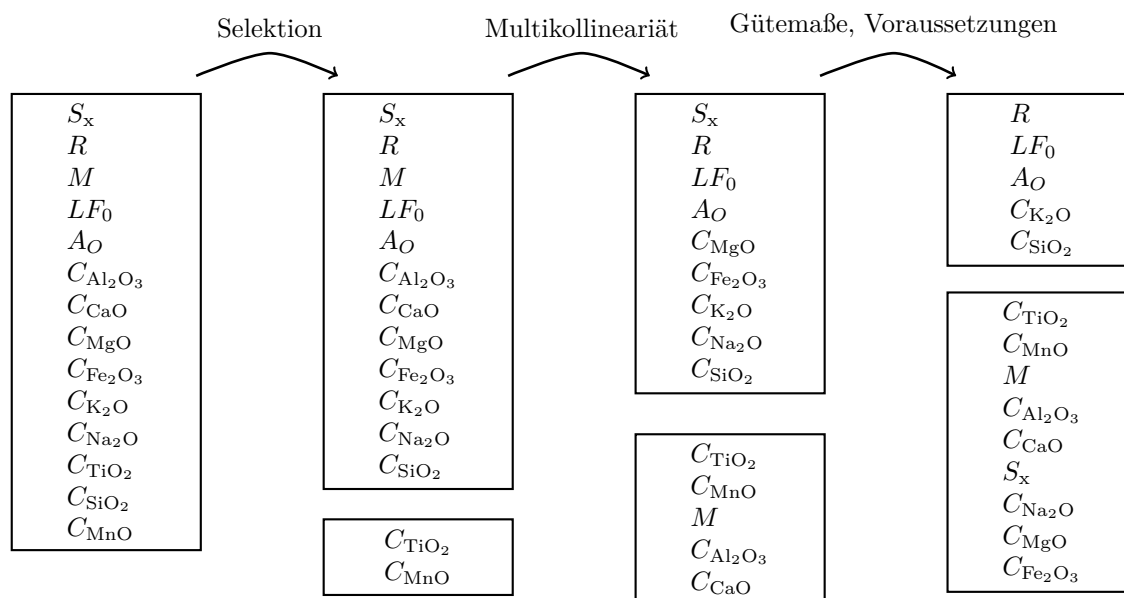 Selektion
Multikollineariät
Gütemaße, Voraussetzungen
S_x
R
M
LF_0
A_O
C_Al₂O₃
C_CaO
C_MgO
C_Fe₂O₃
C_K₂O
C_Na₂O
C_TiO₂
C_SiO₂
C_MnO
S_x
R
M
LF_0
A_O
C_Al₂O₃
C_CaO
C_MgO
C_Fe₂O₃
C_K₂O
C_Na₂O
C_SiO₂
C_TiO₂
C_MnO
S_x
R
LF_0
A_O
C_MgO
C_Fe₂O₃
C_K₂O
C_Na₂O
C_SiO₂
C_TiO₂
C_MnO
M
C_Al₂O₃
C_CaO
R
LF_0
A_O
C_K₂O
C_SiO₂
C_TiO₂
C_MnO
M
C_Al₂O₃
C_CaO
S_x
C_Na₂O
C_MgO
C_Fe₂O₃